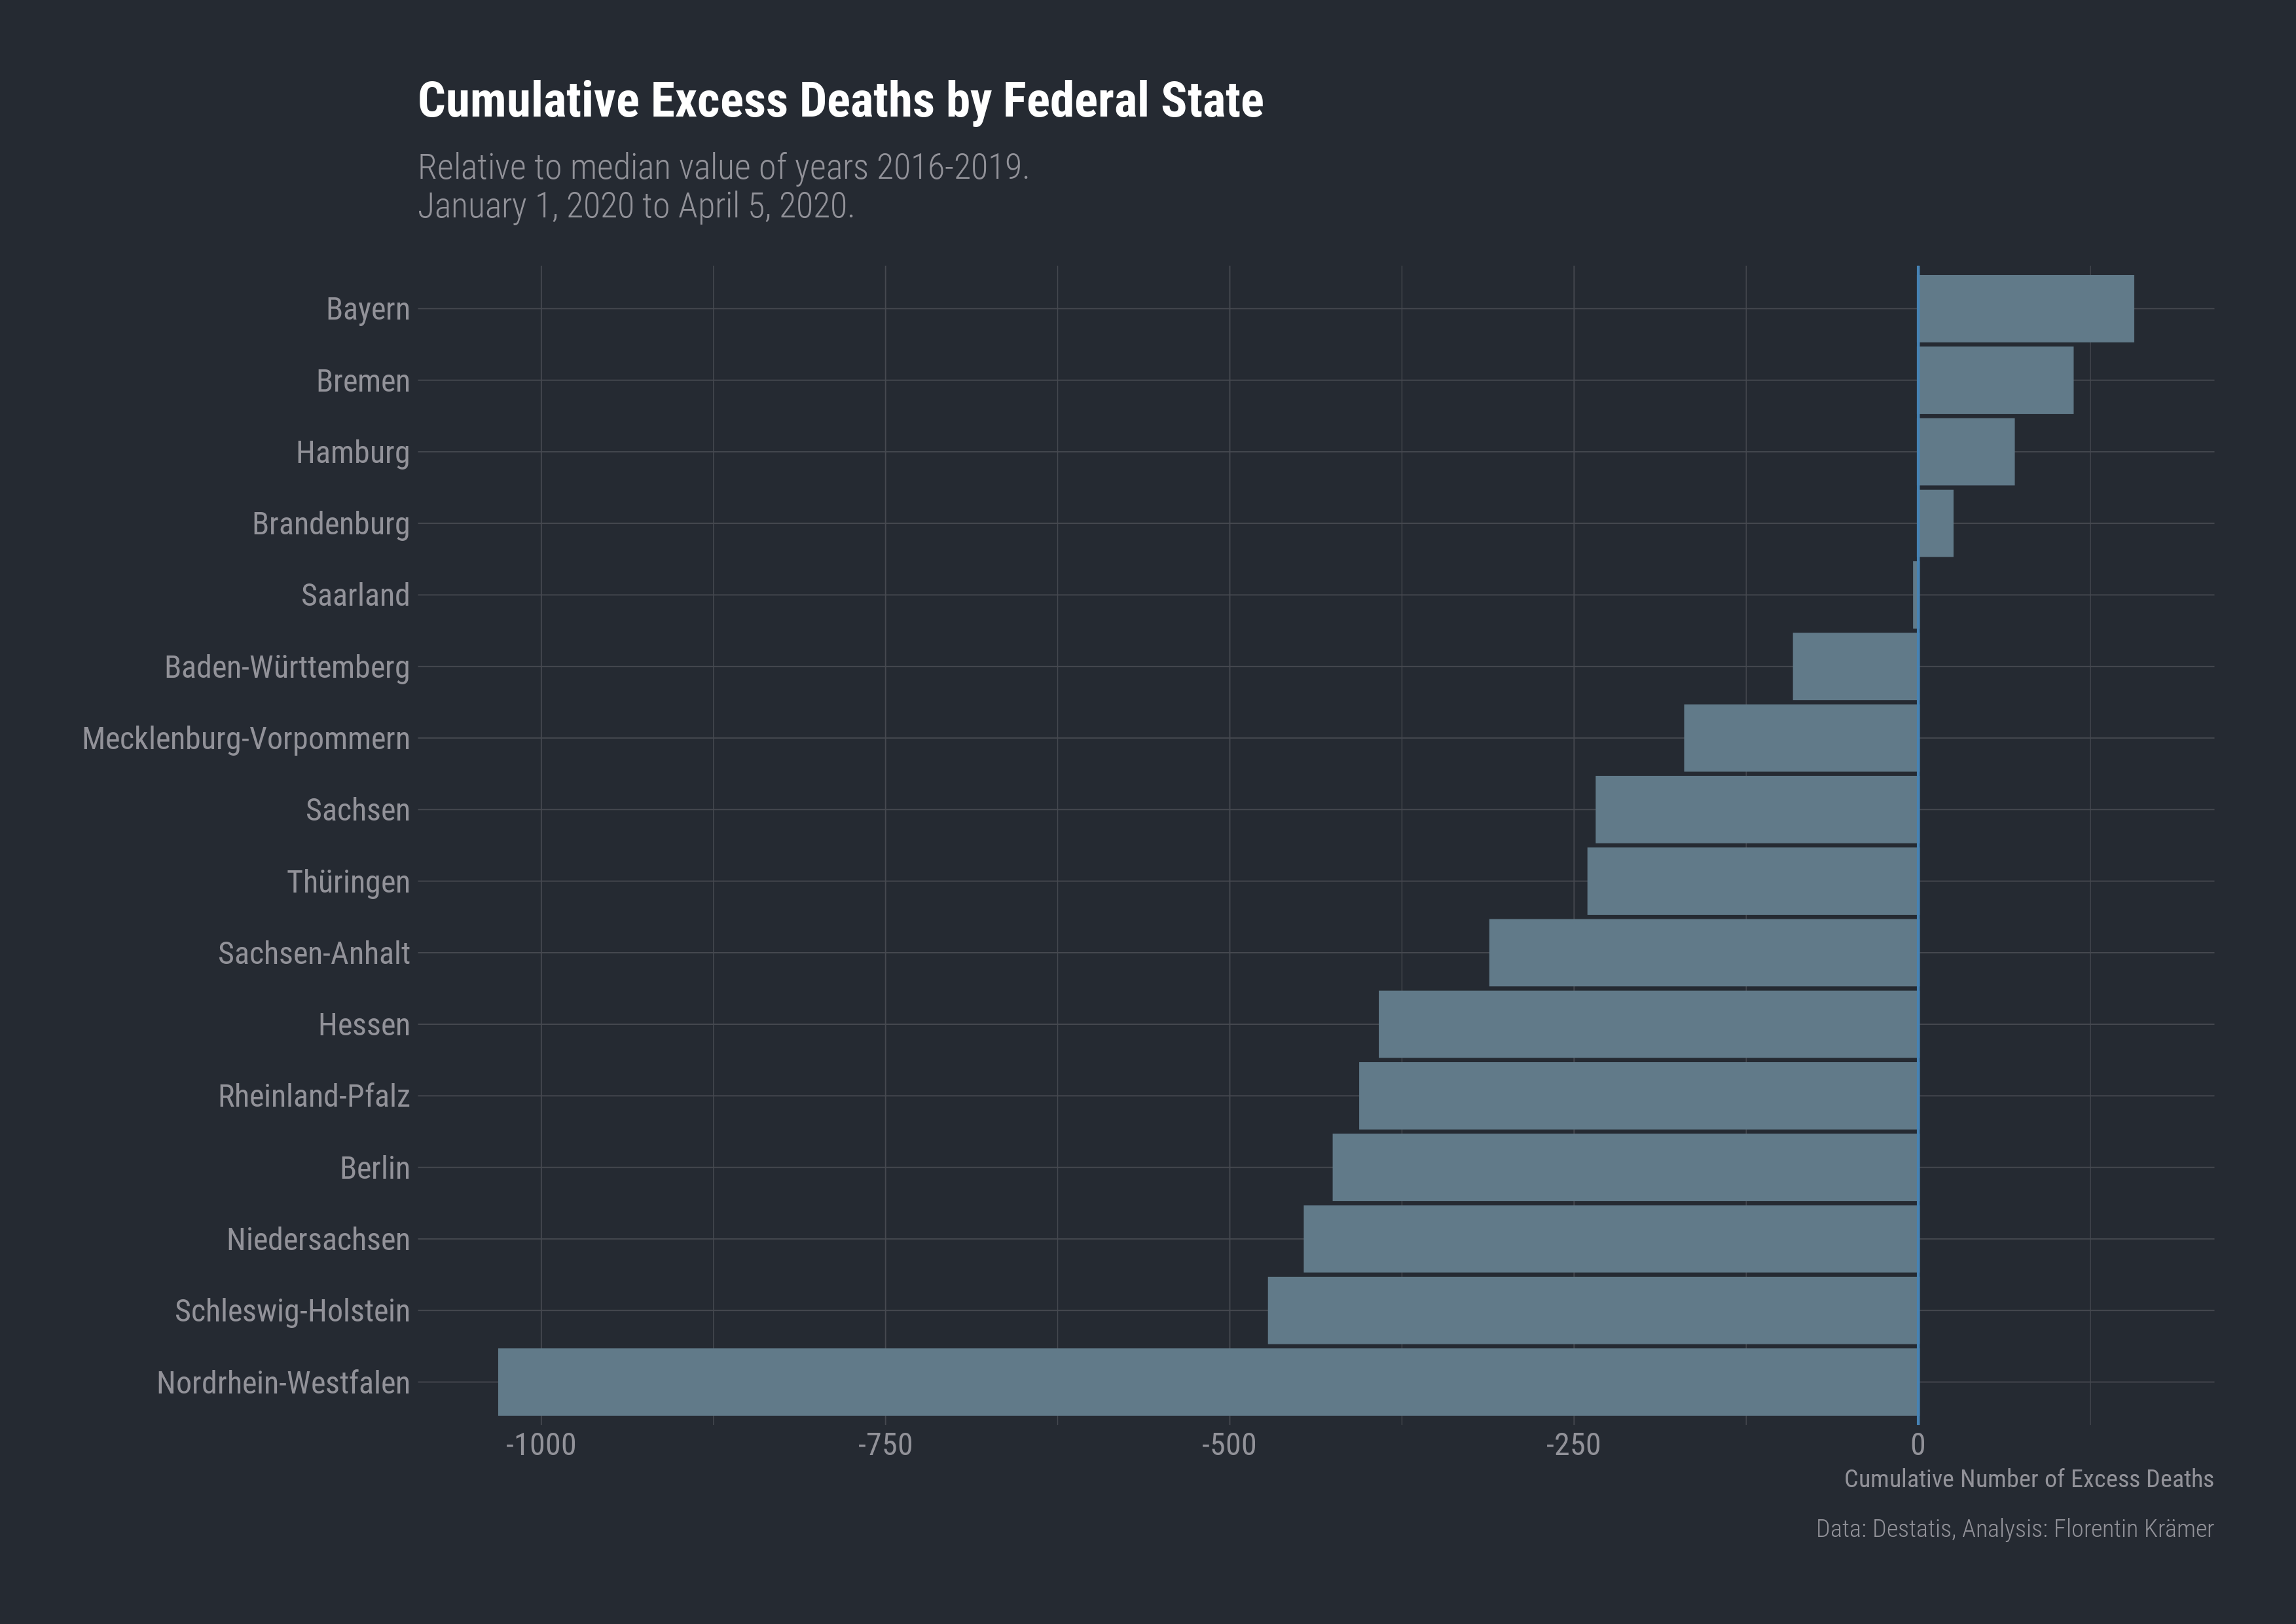 Cumulative Excess Deaths by Federal State
Relative to median value of years 2016-2019.
January 1, 2020 to April 5, 2020.
Bayern
Bremen
Hamburg
Brandenburg
Saarland
Baden-Württemberg
Mecklenburg-Vorpommern
Sachsen
Thüringen
Sachsen-Anhalt
Hessen
Rheinland-Pfalz
Berlin
Niedersachsen
Schleswig-Holstein
Nordrhein-Westfalen
-1000 -750 -500 -250 0
Cumulative Number of Excess Deaths
Data: Destatis, Analysis: Florentin Krämer